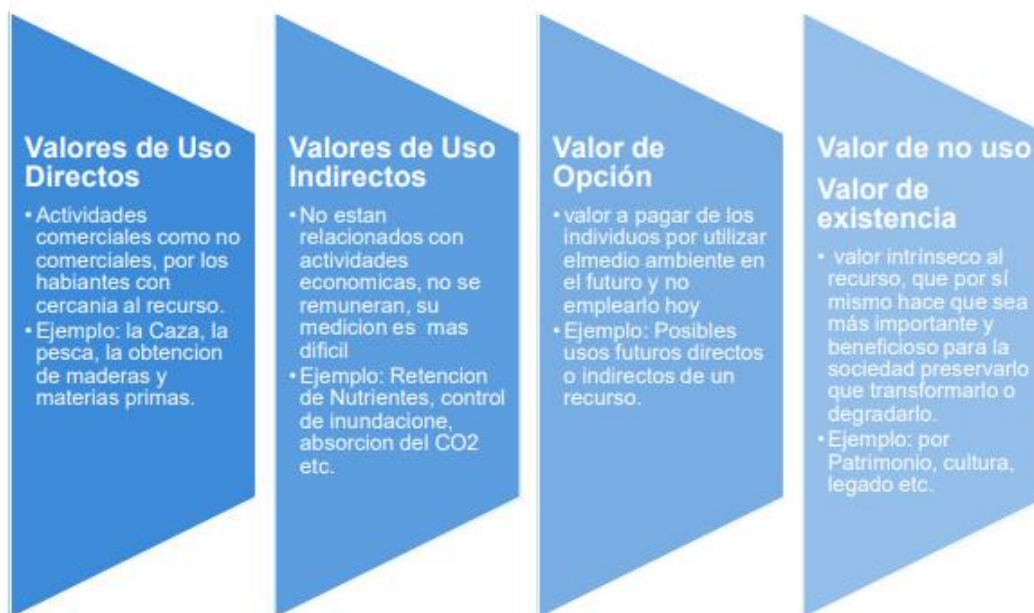 Valores de Uso
Directos
• Actividades
comerciales como no
comerciales, por los
habiantes con
cercania al recurso.
• Ejemplo: la Caza, la
pesca, la obtencion
de maderas y
materias primas.
Valores de Uso
Indirectos
• No estan
relacionados con
actividades
economicas, no se
remuneran, su
medicion es mas
dificil
• Ejemplo: Retencion
de Nutrientes, control
de inundacione,
absorcion del CO2
etc.
Valor de
Opción
• valor a pagar de los
individuos por utilizar
elmedio ambiente en
el futuro y no
emplearlo hoy
• Ejemplo: Posibles
usos futuros directos
o indirectos de un
recurso.
Valor de no uso
Valor de
existencia
• valor intrínseco al
recurso, que por sí
mismo hace que sea
más importante y
beneficioso para la
sociedad preservarlo
que transformarlo o
degradarlo.
• Ejemplo: por
Patrimonio, cultura,
legado etc.